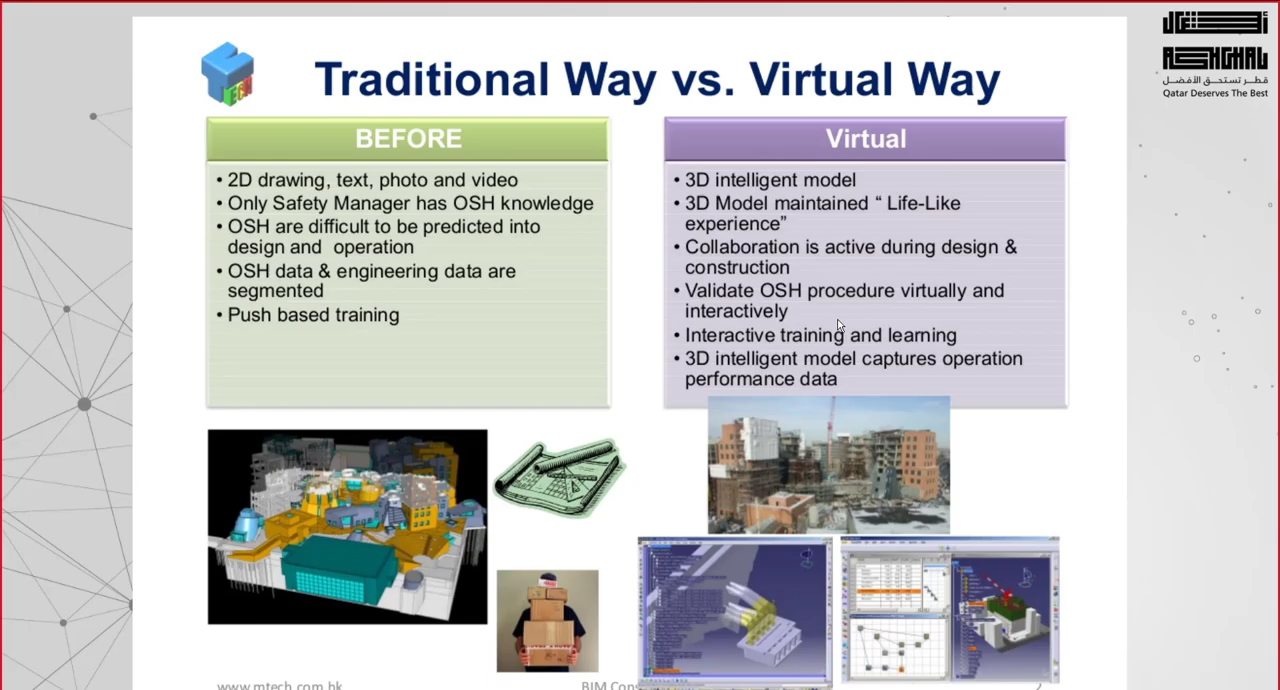 أشغال
ASHGHAL
قطر تستحق الأفضل
Qatar Deserves The Best
Traditional Way vs. Virtual Way
BEFORE
• 2D drawing, text, photo and video
• Only Safety Manager has OSH knowledge
• OSH are difficult to be predicted into
design and operation
• OSH data & engineering data are
segmented
• Push based training
Virtual
• 3D intelligent model
• 3D Model maintained “ Life-Like
experience”
• Collaboration is active during design &
construction
• Validate OSH procedure virtually and
interactively
• Interactive training and learning
• 3D intelligent model captures operation
performance data
www.mtech.com.hk